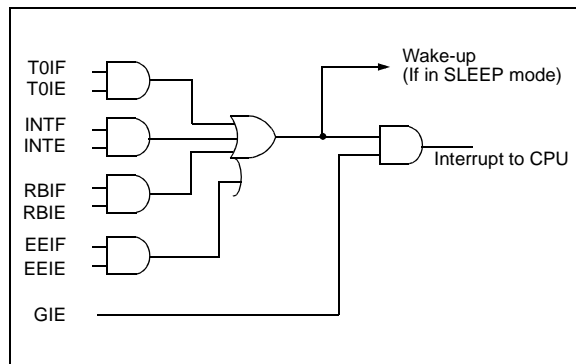 T0IF
T0IE
INTF
INTE
RBIF
RBIE
EEIF
EEIE
GIE
Wake-up
(If in SLEEP mode)
Interrupt to CPU